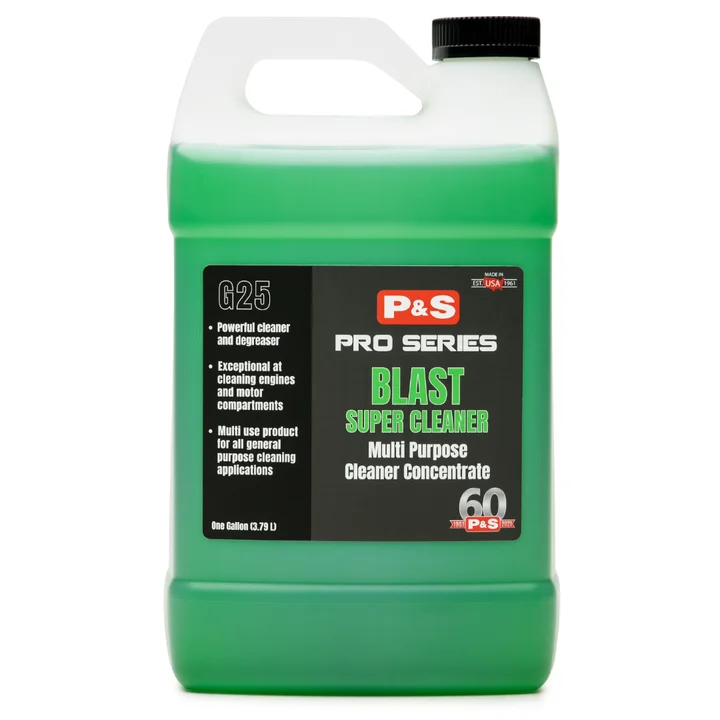 G25
• Powerful cleaner
and degreaser
• Exceptional at
cleaning engines
and motor
compartments
• Multi use product
for all general
purpose cleaning
applications
One Gallon (3.79 L)
MADE IN
EST. USA 1961
P&S
PRO SERIES
BLAST
SUPER CLEANER
Multi Purpose
Cleaner Concentrate
60
1961 P&S 2021